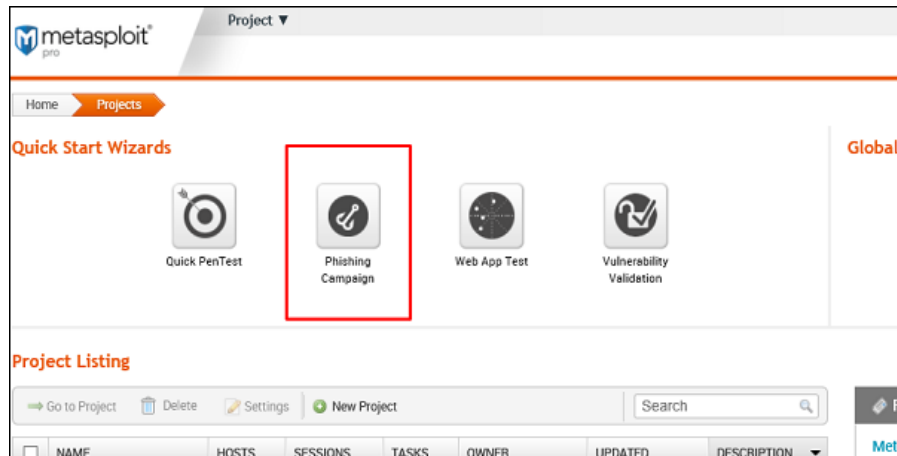 Project ▼
metasploit®
pro
Home
Projects
Quick Start Wizards
Global
Quick PenTest
Phishing
Campaign
Web App Test
Vulnerability
Validation
Project Listing
Go to Project
Delete
Settings
New Project
Search
NAME
HOSTS
SESSIONS
TASKS
OWNER
UPDATED
DESCRIPTION
Met